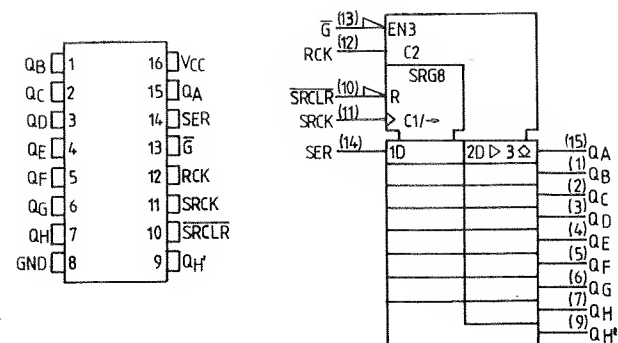 QB 1 16 VCC
QC 2 15 QA
QD 3 14 SER
QE 4 13 G̅
QF 5 12 RCK
QG 6 11 SRCK
QH 7 10 S̅R̅C̅L̅R̅
GND 8 9 QH'
G̅ (13) EN3
RCK (12) C2
SRG8
S̅R̅C̅L̅R̅ (10) R
SRCK (11) C1/→
SER (14) 1D 2D ▷ 3 ◇ (15) QA
(1) QB
(2) QC
(3) QD
(4) QE
(5) QF
(6) QG
(7) QH
(9) QH'